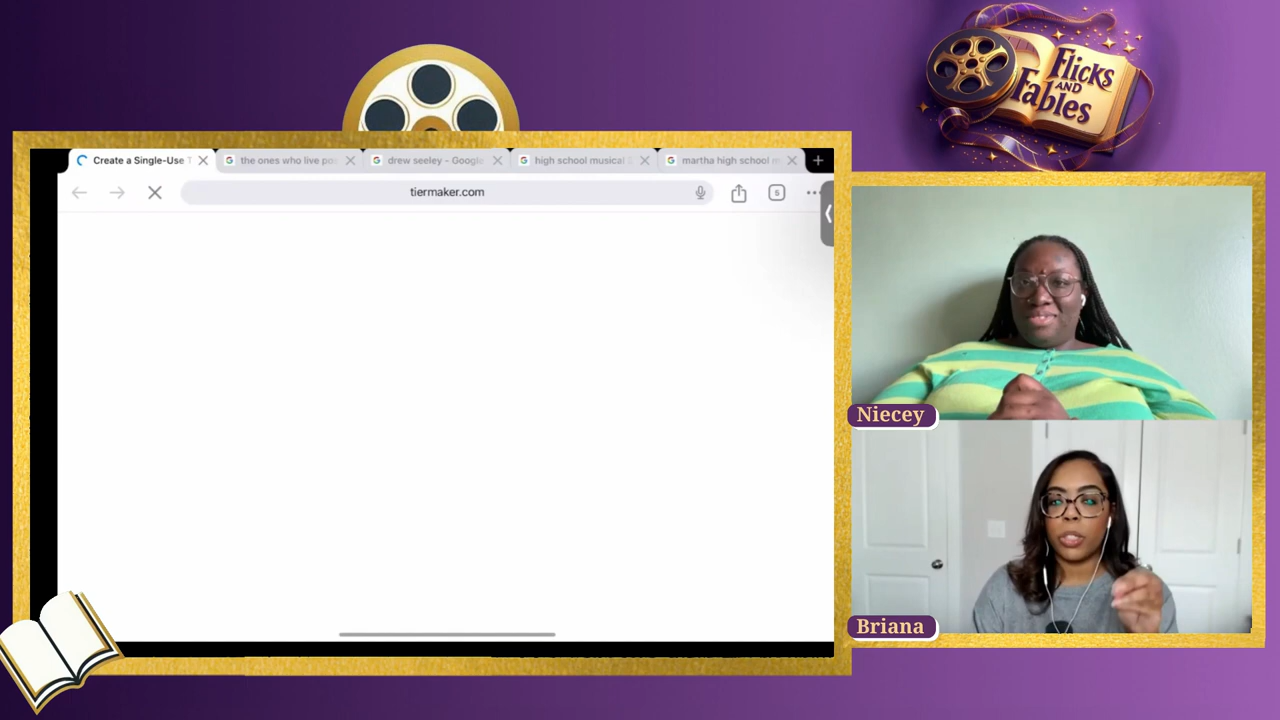 Flicks
AND
Fables
Create a Single-Use T
the ones who live po
drew seeley - Google
high school musical
martha high school m
tiermaker.com
5
Niecey
Briana